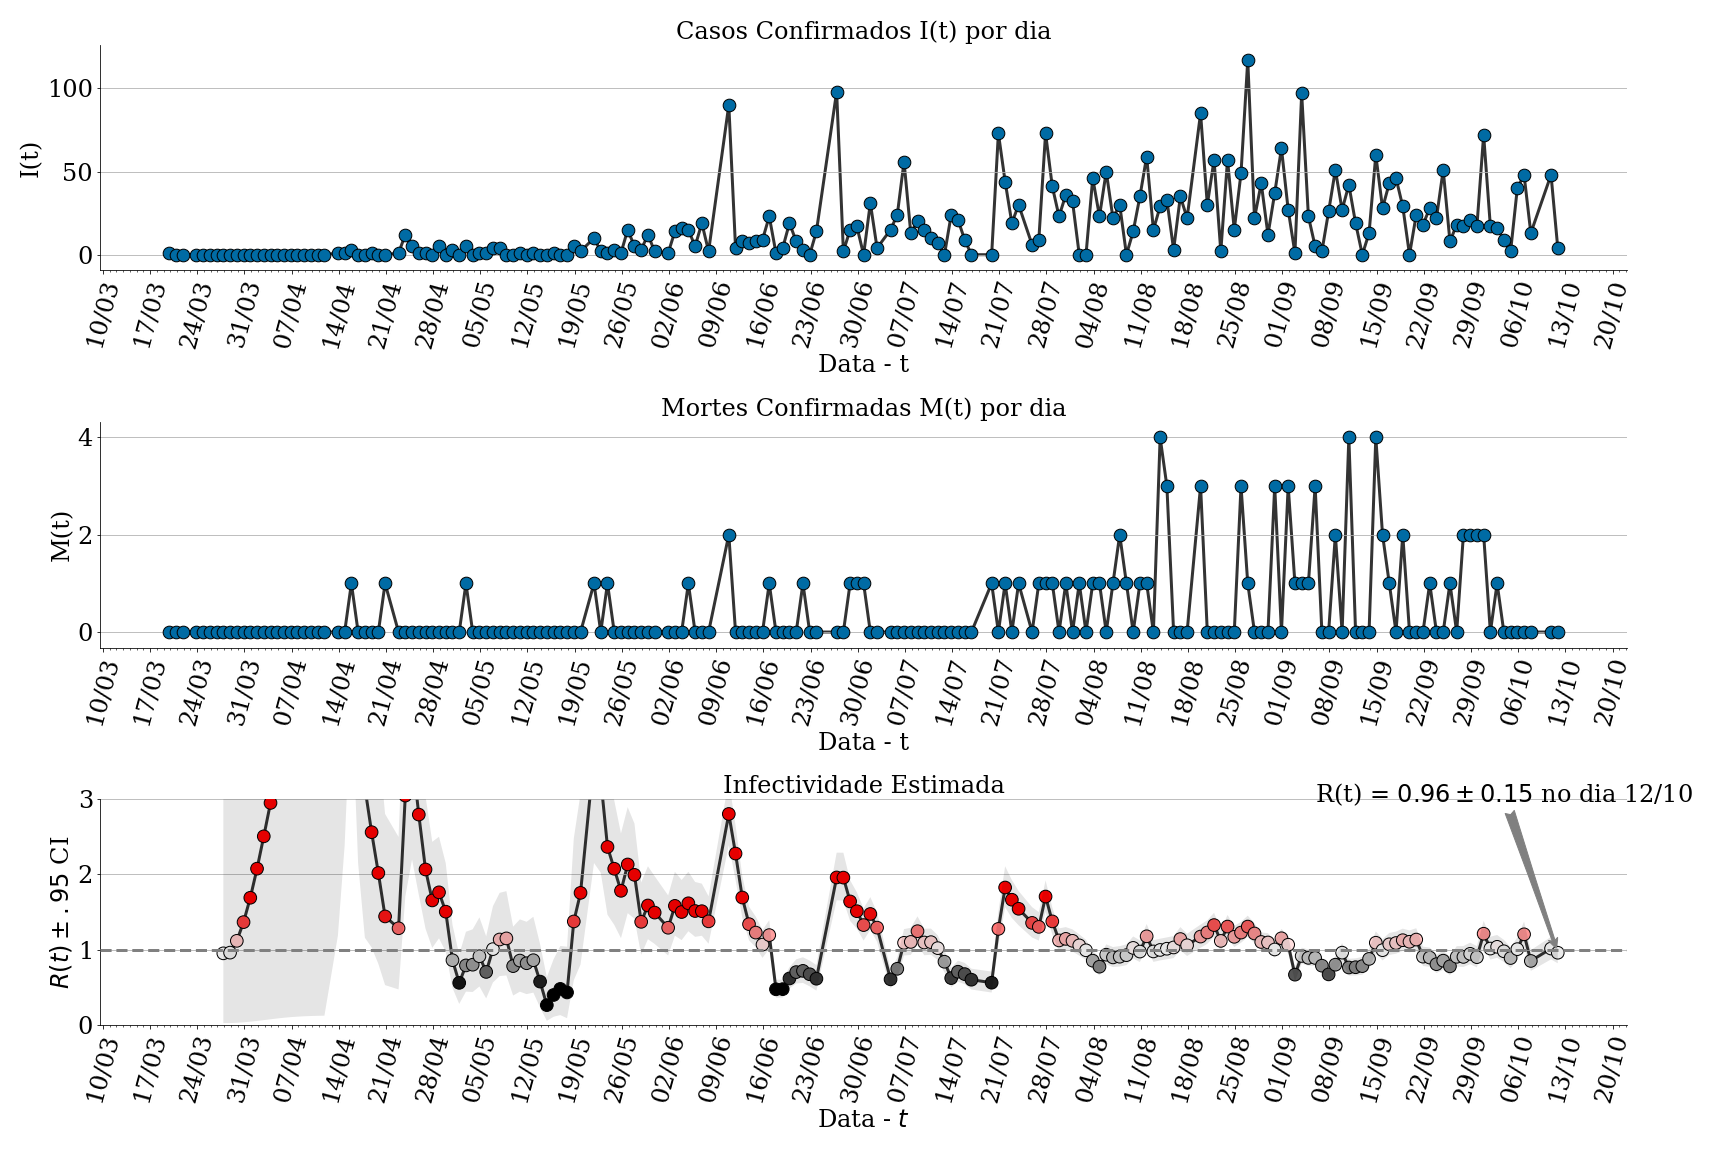 Casos Confirmados I(t) por dia
I(t)
100
50
0
10/03 17/03 24/03 31/03 07/04 14/04 21/04 28/04 05/05 12/05 19/05 26/05 02/06 09/06 16/06 23/06 30/06 07/07 14/07 21/07 28/07 04/08 11/08 18/08 25/08 01/09 08/09 15/09 22/09 29/09 06/10 13/10 20/10
Data - t
Mortes Confirmadas M(t) por dia
M(t)
4
2
0
10/03 17/03 24/03 31/03 07/04 14/04 21/04 28/04 05/05 12/05 19/05 26/05 02/06 09/06 16/06 23/06 30/06 07/07 14/07 21/07 28/07 04/08 11/08 18/08 25/08 01/09 08/09 15/09 22/09 29/09 06/10 13/10 20/10
Data - t
Infectividade Estimada
R(t) = 0.96 ± 0.15 no dia 12/10
R(t) ± .95 CI
3
2
1
0
10/03 17/03 24/03 31/03 07/04 14/04 21/04 28/04 05/05 12/05 19/05 26/05 02/06 09/06 16/06 23/06 30/06 07/07 14/07 21/07 28/07 04/08 11/08 18/08 25/08 01/09 08/09 15/09 22/09 29/09 06/10 13/10 20/10
Data - t